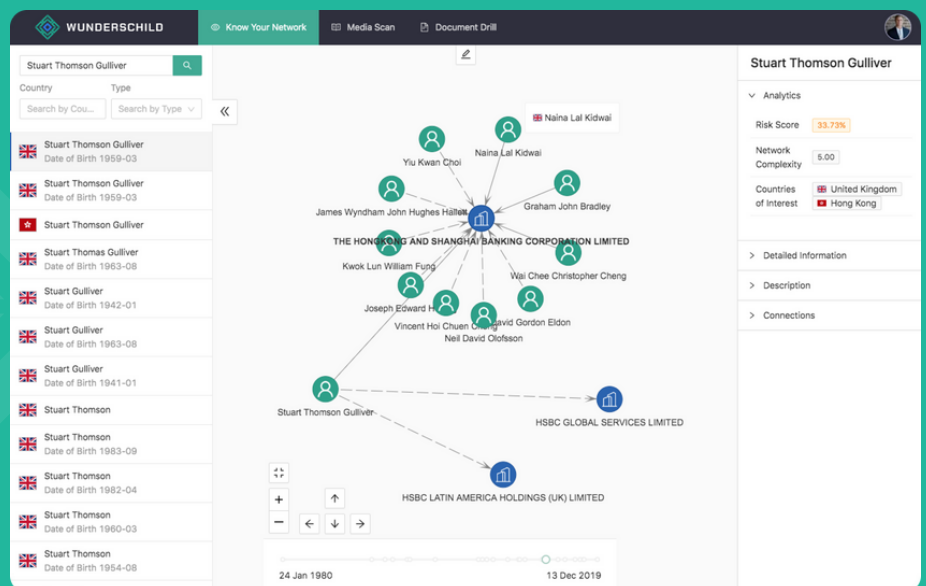 WUNDERSCHILD
Know Your Network
Media Scan
Document Drill
Stuart Thomson Gulliver
Country
Type
Search by Cou...
Search by Type
Stuart Thomson Gulliver
Date of Birth 1959-03
Stuart Thomson Gulliver
Date of Birth 1959-03
Stuart Thomson Gulliver
Stuart Thomas Gulliver
Date of Birth 1963-08
Stuart Gulliver
Date of Birth 1942-01
Stuart Gulliver
Date of Birth 1963-08
Stuart Gulliver
Date of Birth 1941-01
Stuart Thomson
Stuart Thomson
Date of Birth 1983-09
Stuart Thomson
Date of Birth 1982-04
Stuart Thomson
Date of Birth 1960-03
Stuart Thomson
Date of Birth 1954-08
Naina Lal Kidwai
Naina Lal Kidwai
Yiu Kwan Choi
Graham John Bradley
James Wyndham John Hughes
THE HONGKONG AND SHANGHAI BANKING CORPORATION LIMITED
Kwok Lun William Fung
Wai Chee Christopher Cheng
Joseph Edward
David Gordon Eldon
Vincent Hoi Chuen
Neil David Olofsson
Stuart Thomson Gulliver
HSBC GLOBAL SERVICES LIMITED
HSBC LATIN AMERICA HOLDINGS (UK) LIMITED
24 Jan 1980
13 Dec 2019
Stuart Thomson Gulliver
Analytics
Risk Score
33.73%
Network
Complexity
5.00
Countries
of Interest
United Kingdom
Hong Kong
Detailed Information
Description
Connections